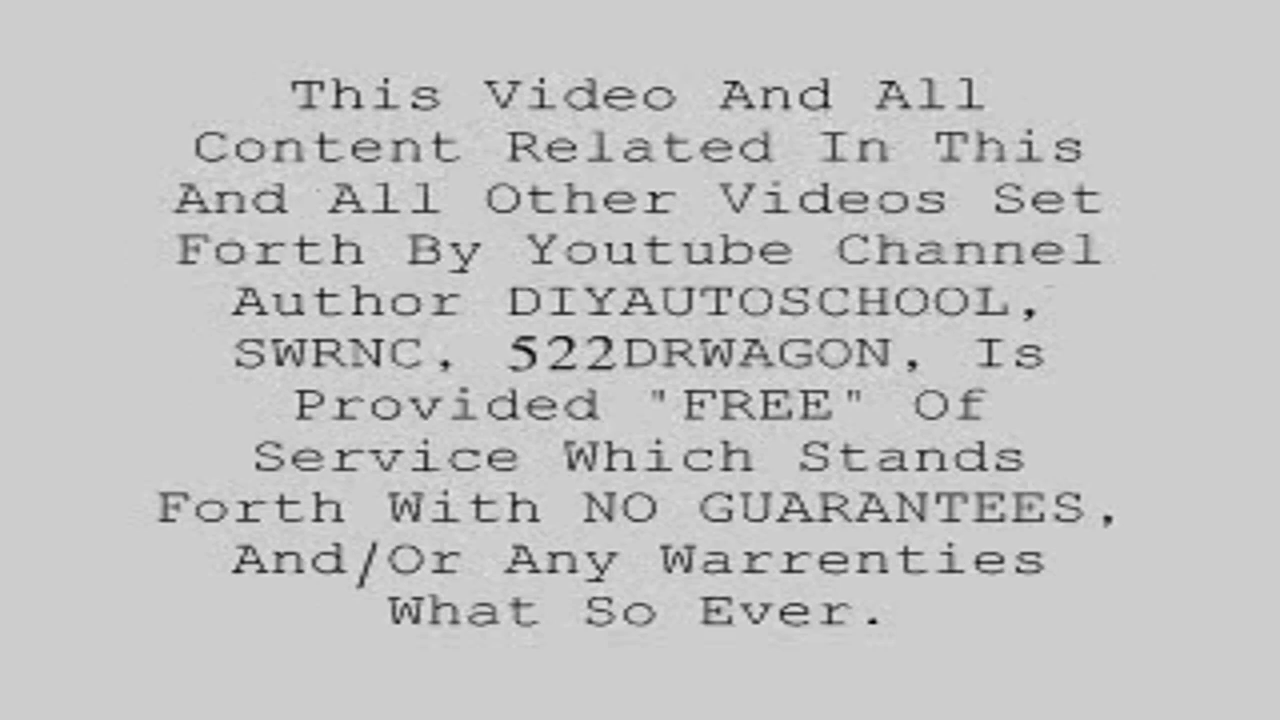 This Video And All
Content Related In This
And All Other Videos Set
Forth By Youtube Channel
Author DIYAUTOSCHOOL,
SWRNC, 522DRWAGON, Is
Provided "FREE" Of
Service Which Stands
Forth With NO GUARANTEES,
And/Or Any Warrenties
What So Ever.